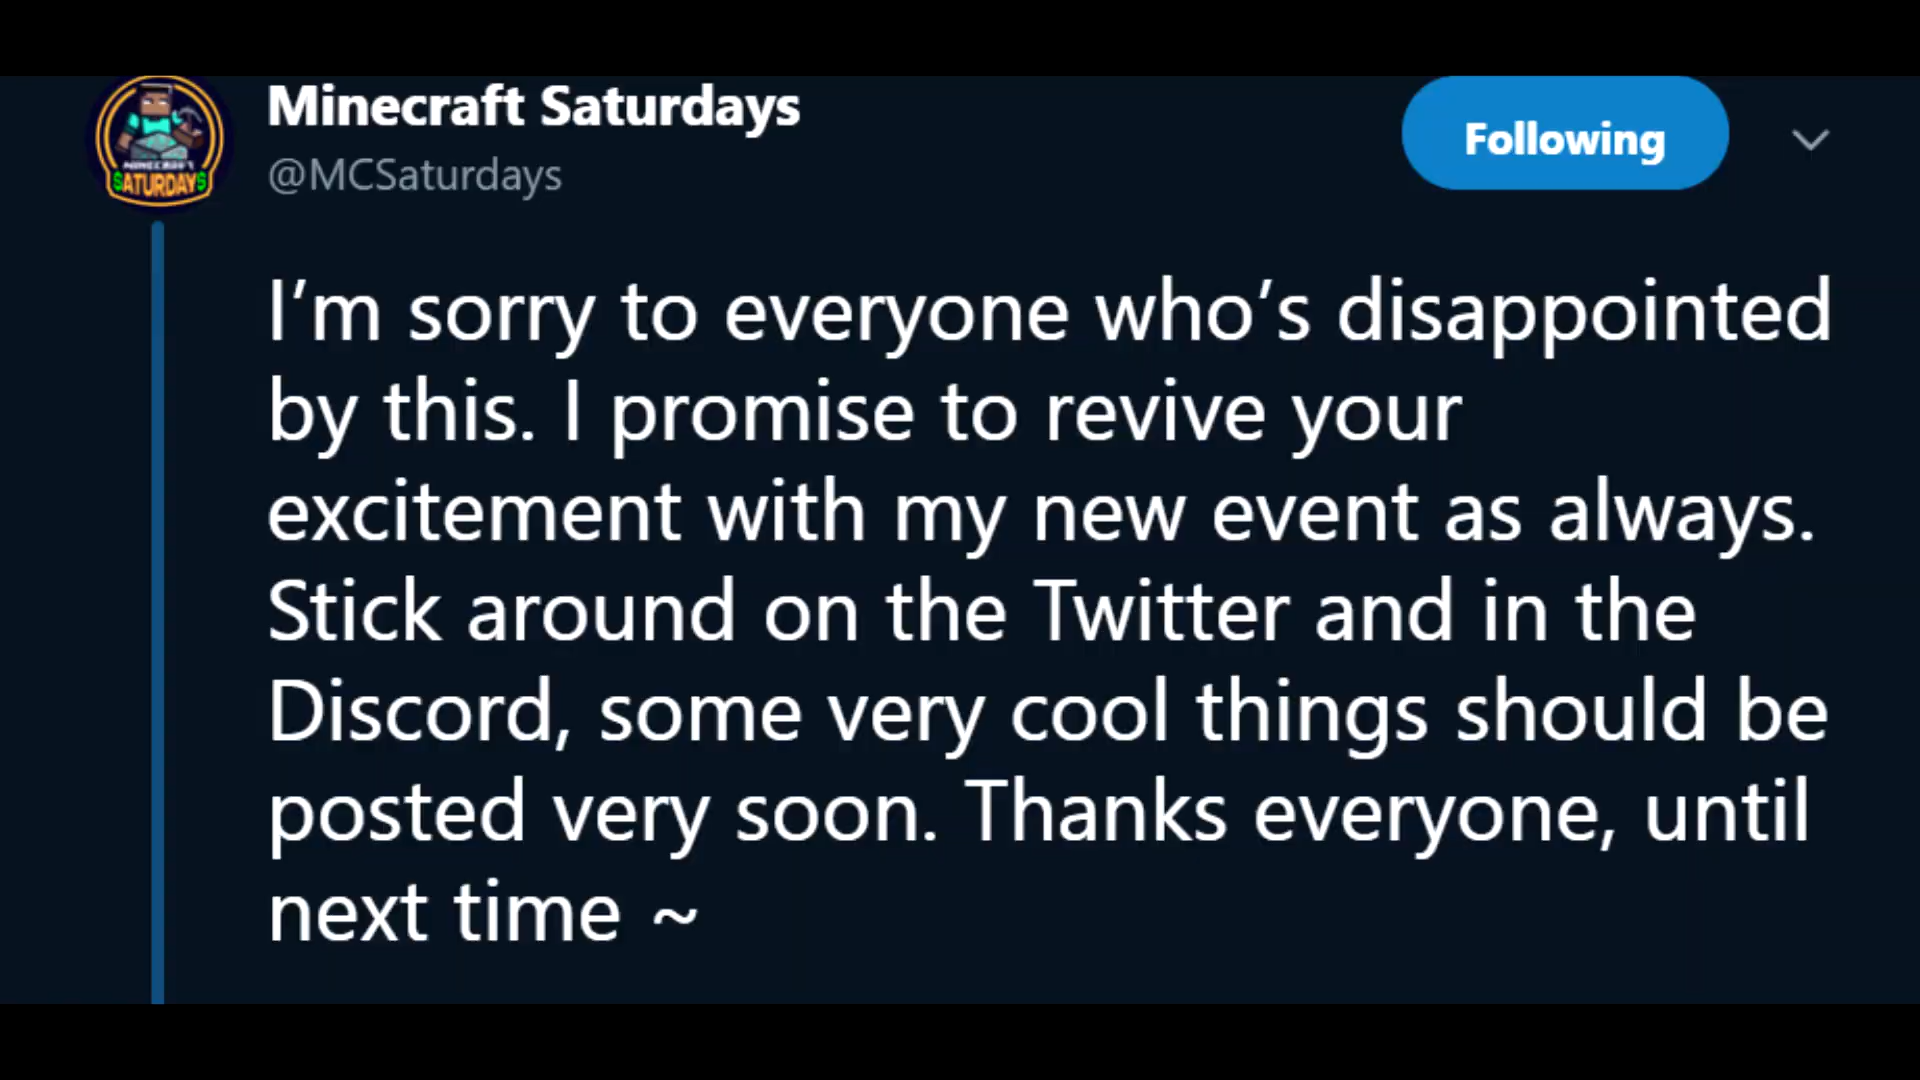 Minecraft Saturdays
@MCSaturdays
Following
MINECRAFT
SATURDAYS
I’m sorry to everyone who’s disappointed
by this. I promise to revive your
excitement with my new event as always.
Stick around on the Twitter and in the
Discord, some very cool things should be
posted very soon. Thanks everyone, until
next time ~